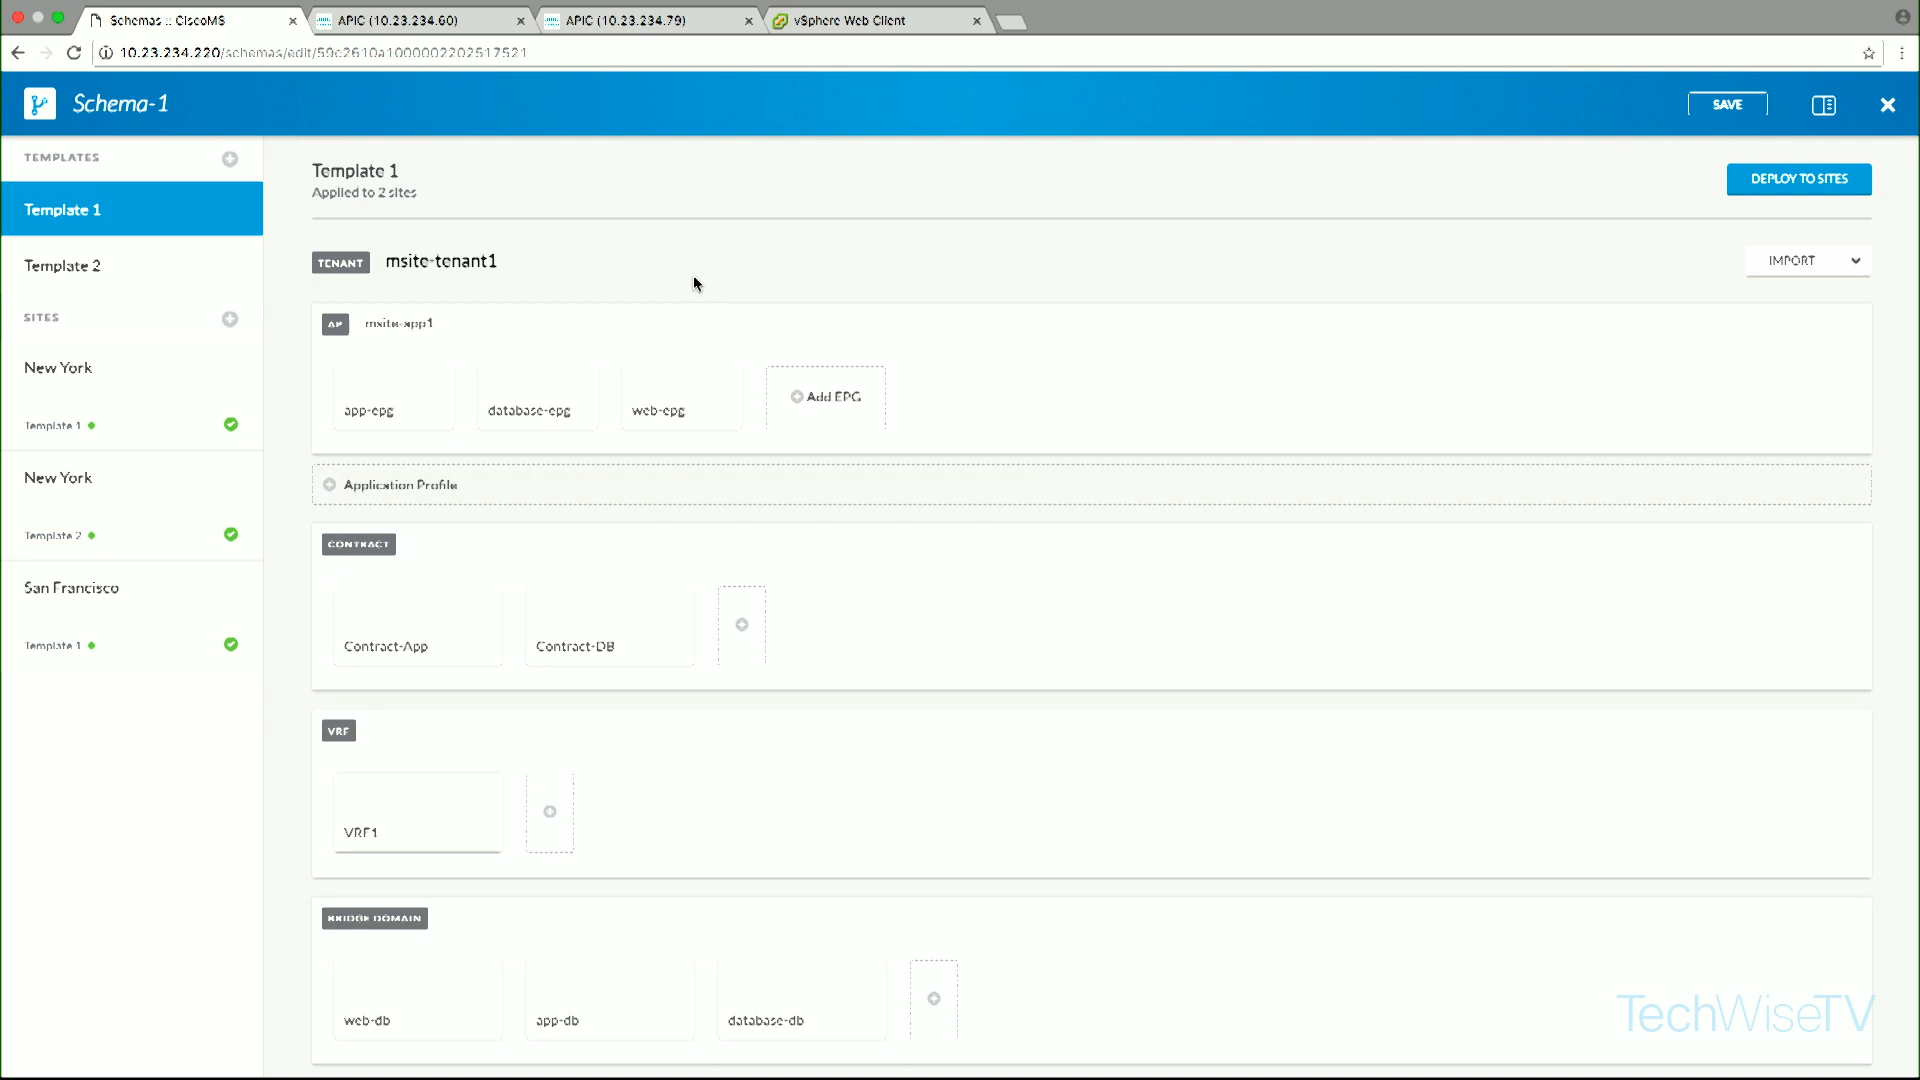 Schemas :: CiscoMS
APIC (10.23.234.60)
APIC (10.23.234.79)
vSphere Web Client
10.23.234.220/schemas/edit/59c2610a1000002202517521
Schema-1
SAVE
TEMPLATES
Template 1
Template 2
SITES
New York
Template 1
New York
Template 2
San Francisco
Template 1
Template 1
Applied to 2 sites
DEPLOY TO SITES
TENANT msite-tenant1
IMPORT
AP msite-app1
app-epg
database-epg
web-epg
Add EPG
Application Profile
CONTRACT
Contract-App
Contract-DB
VRF
VRF1
BRIDGE DOMAIN
web-db
app-db
database-db
TechWiseTV